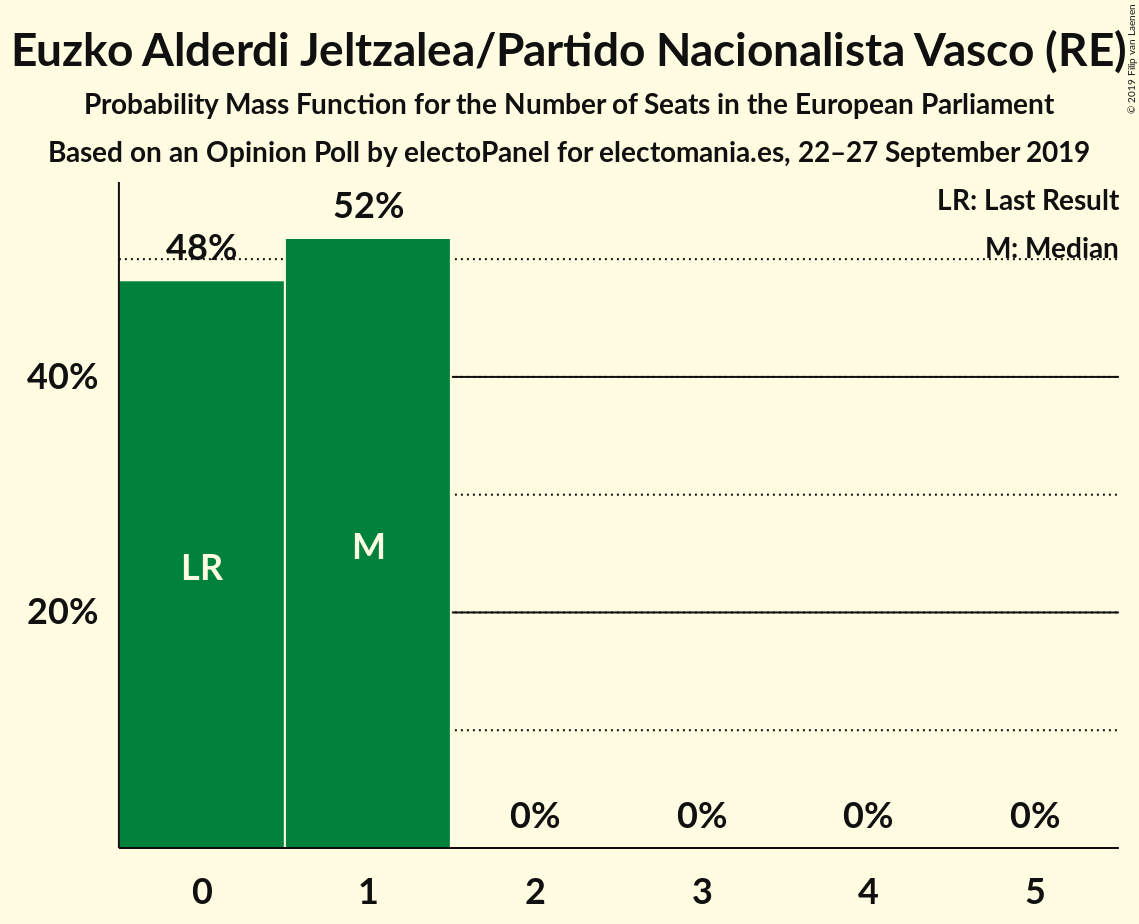 Euzko Alderdi Jeltzalea/Partido Nacionalista Vasco (RE)
© 2019 Filip van Laenen
Probability Mass Function for the Number of Seats in the European Parliament
Based on an Opinion Poll by electoPanel for electomania.es, 22–27 September 2019
LR: Last Result
M: Median
48%
52%
40%
20%
LR
M
0%
0%
0%
0%
0 1 2 3 4 5